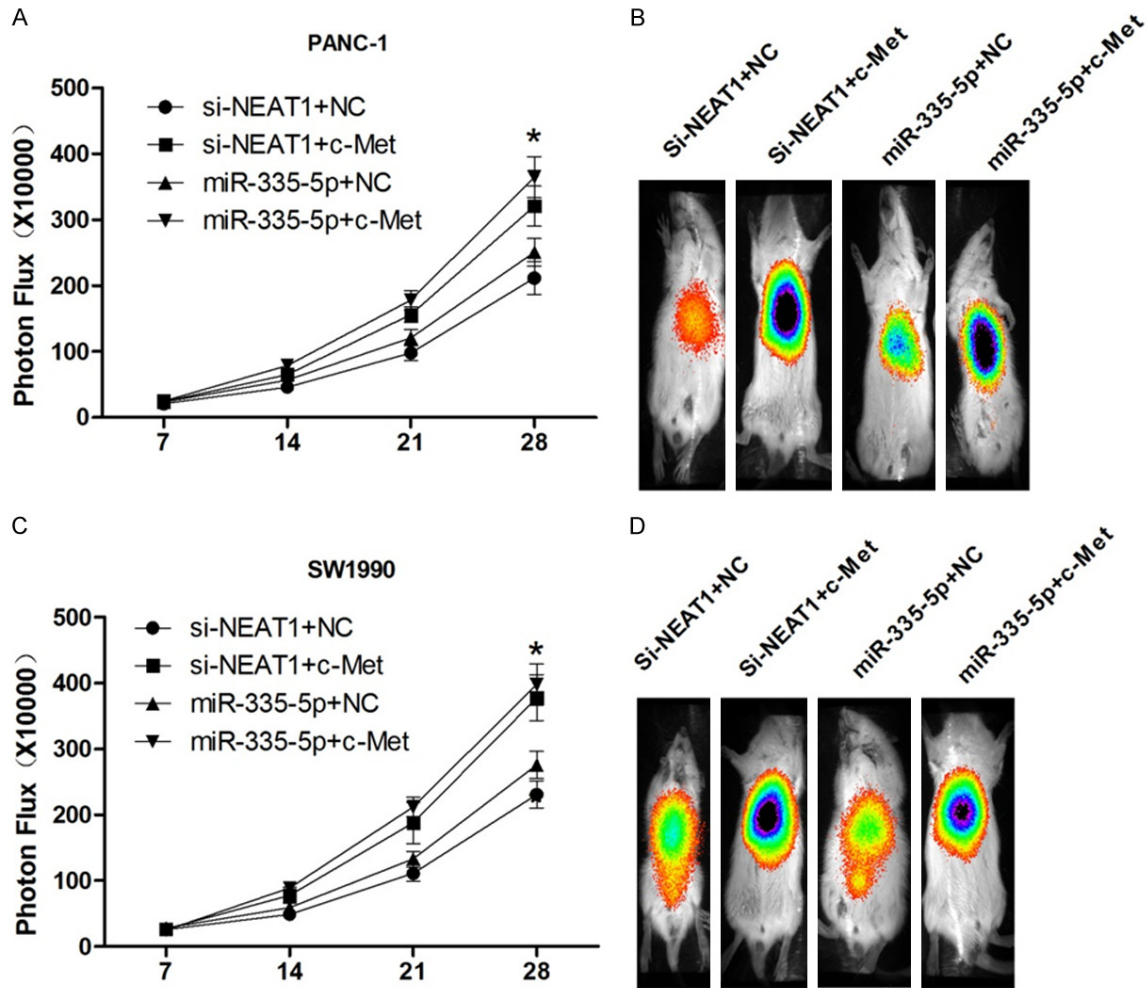 A
PANC-1
Photon Flux (X10000)
500
400
300
200
100
0
si-NEAT1+NC
si-NEAT1+c-Met
miR-335-5p+NC
miR-335-5p+c-Met
*
7 14 21 28
B
Si-NEAT1+NC
Si-NEAT1+c-Met
miR-335-5p+NC
miR-335-5p+c-Met
C
SW1990
Photon Flux (X10000)
500
400
300
200
100
0
si-NEAT1+NC
si-NEAT1+c-Met
miR-335-5p+NC
miR-335-5p+c-Met
*
7 14 21 28
D
Si-NEAT1+NC
Si-NEAT1+c-Met
miR-335-5p+NC
miR-335-5p+c-Met